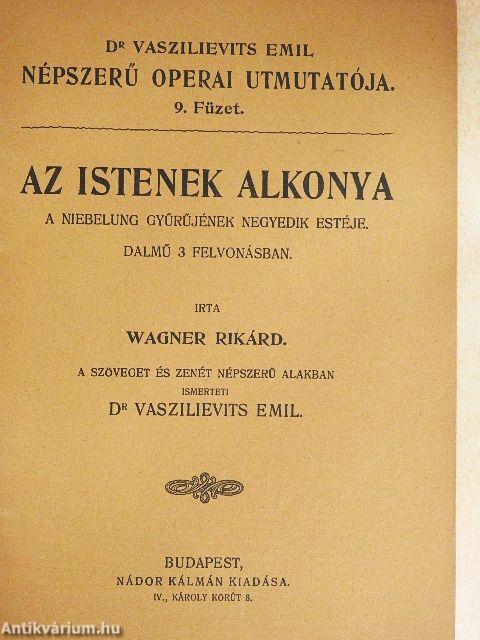 Dr VASZILIEVITS EMIL
NÉPSZERŰ OPERAI UTMUTATÓJA.
9. Füzet.
AZ ISTENEK ALKONYA
A NIEBELUNG GYŰRŰJÉNEK NEGYEDIK ESTÉJE.
DALMŰ 3 FELVONÁSBAN.
IRTA
WAGNER RIKÁRD.
A SZÖVEGET ÉS ZENÉT NÉPSZERŰ ALAKBAN
ISMERTETI
Dr VASZILIEVITS EMIL.
BUDAPEST,
NÁDOR KÁLMÁN KIADÁSA.
IV., KÁROLY KÖRÚT 8.
Antikvárium.hu